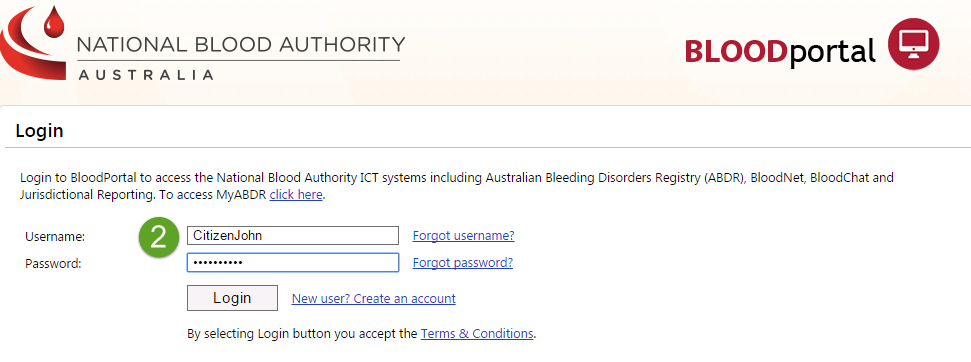 NATIONAL BLOOD AUTHORITY
AUSTRALIA
BLOODportal
Login
Login to BloodPortal to access the National Blood Authority ICT systems including Australian Bleeding Disorders Registry (ABDR), BloodNet, BloodChat and
Jurisdictional Reporting. To access MyABDR click here.
Username: 2 CitizenJohn Forgot username?
Password: •••••••••• Forgot password?
Login New user? Create an account
By selecting Login button you accept the Terms & Conditions.